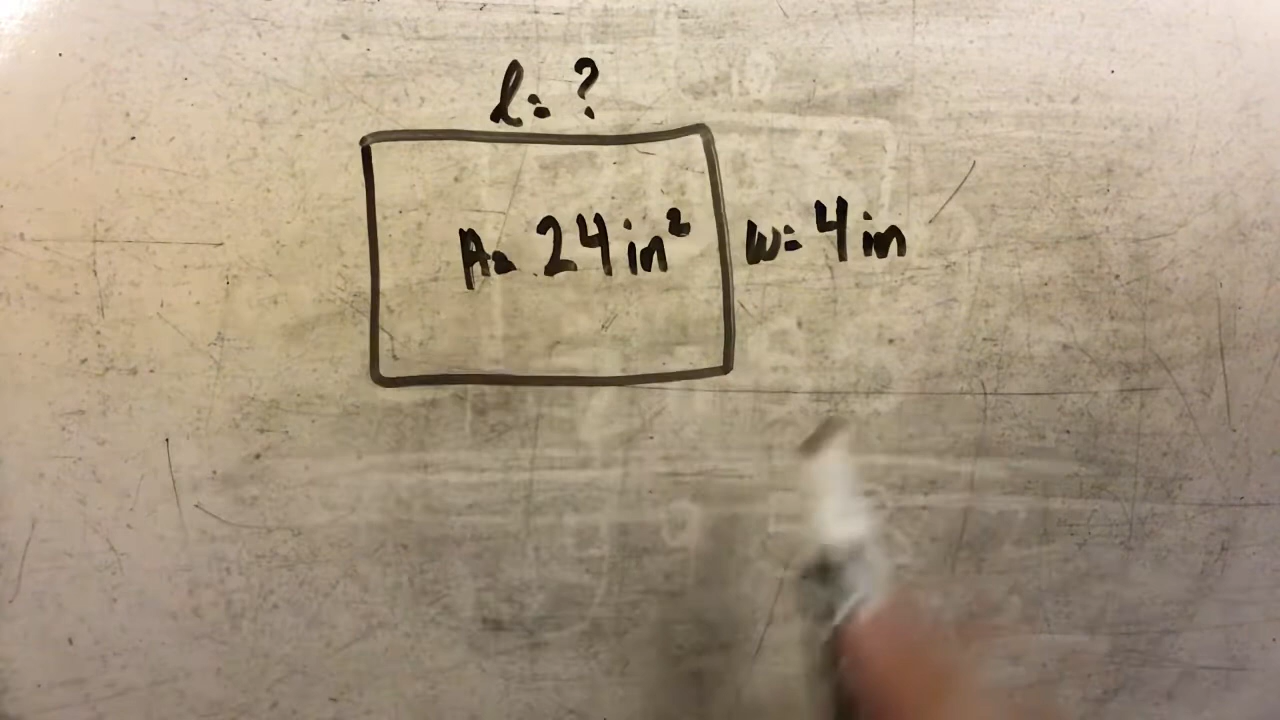 l = ?
A = 24 in²
w = 4 in